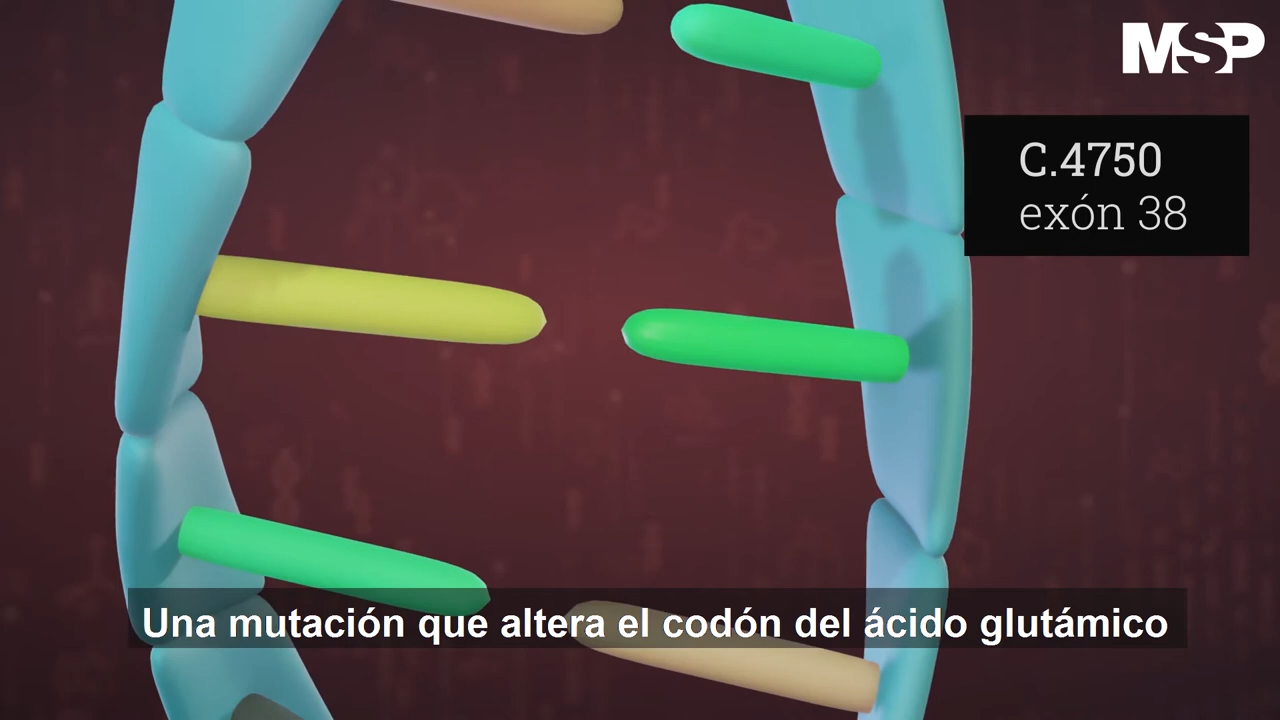 MSP
C.4750
exón 38
Una mutación que altera el codón del ácido glutámico